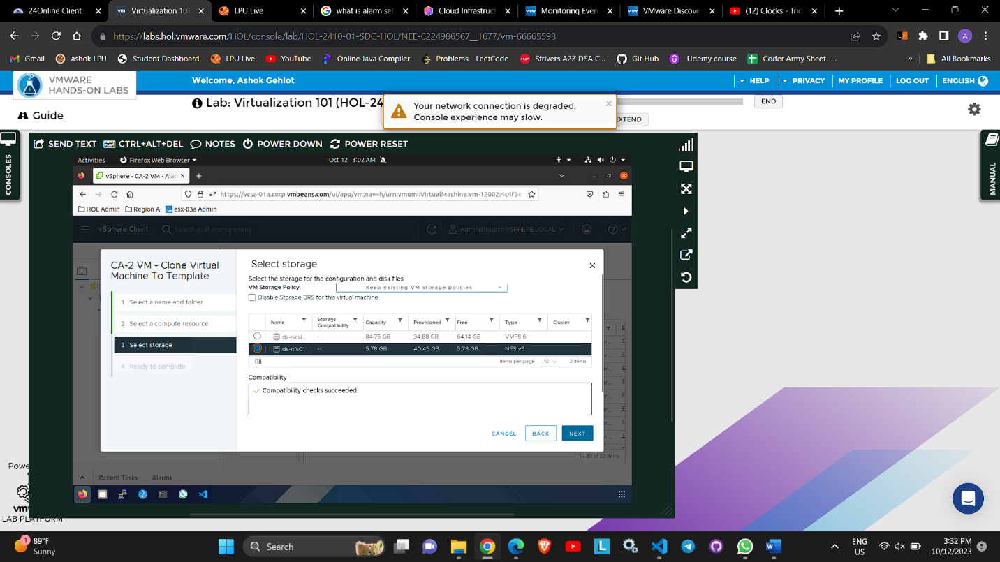 24Online Client
Virtualization 101
LPU Live
what is alarm set
Cloud Infrastruct
Monitoring Even
VMware Discove
(12) Clocks - Tric
https://labs.hol.vmware.com/HOL/console/lab/HOL-2410-01-SDC-HOL/NEE-6224986567__1677/vm-66665598
LH
A
Gmail
ashok LPU
Student Dashboard
LPU Live
YouTube
Online Java Compiler
Problems - LeetCode
Strivers A2Z DSA C...
Git Hub
Udemy course
Coder Army Sheet -...
»
All Bookmarks
VMWARE
HANDS-ON LABS
Welcome, Ashok Gehlot
HELP
PRIVACY
MY PROFILE
LOG OUT
ENGLISH
Guide
Lab: Virtualization 101 (HOL-24
Your network connection is degraded.
Console experience may slow.
END
EXTEND
CONSOLES
MANUAL
SEND TEXT
CTRL+ALT+DEL
NOTES
POWER DOWN
POWER RESET
Activities
Firefox Web Browser
Oct 12 3:02 AM
vSphere - CA-2 VM - Alar
https://vcsa-01a.corp.vmbeans.com/ui/app/vm;nav=h/urn:vmomi:VirtualMachine:vm-12002:4c4f3e
HOL Admin
Region A
esx-03a Admin
vSphere Client
Search in all environments
Administrator@VSPHERE.LOCAL
CA-2 VM - Clone Virtual
Machine To Template
1 Select a name and folder
2 Select a compute resource
3 Select storage
4 Ready to complete
Select storage
Select the storage for the configuration and disk files
VM Storage Policy
Keep existing VM storage policies
Disable Storage DRS for this virtual machine
Name
Storage
Compatibility
Capacity
Provisioned
Free
Type
Cluster
ds-iscsi... -- 84.75 GB 34.88 GB 64.14 GB VMFS 6
ds-nfs01 -- 5.78 GB 40.45 GB 5.78 GB NFS v3
Items per page 10 2 items
Compatibility
Compatibility checks succeeded.
CANCEL
BACK
NEXT
1 - 20 of 20 items
Recent Tasks
Alarms
Powe
vmw
LAB PLATFORM
1
89°F
Sunny
Search
ENG
US
3:32 PM
10/12/2023
5